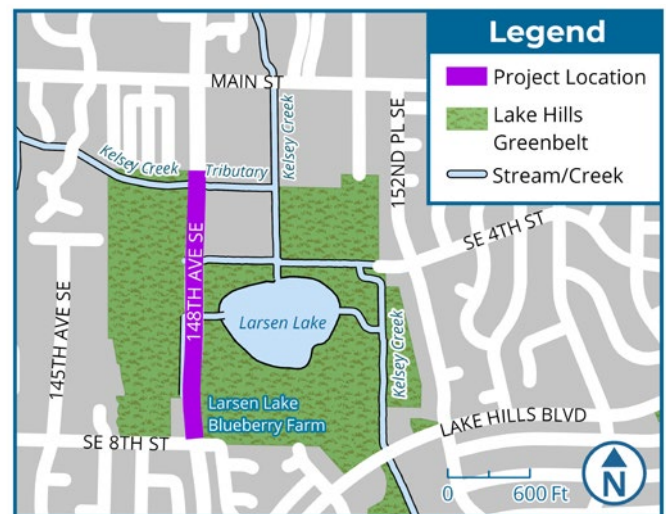 Legend
Project Location
Lake Hills
Greenbelt
Stream/Creek
MAIN ST
Kelsey Creek
Tributary
Kelsey Creek
152ND PL SE
SE 4TH ST
148TH AVE SE
145TH AVE SE
Larsen Lake
Kelsey Creek
Larsen Lake
Blueberry Farm
SE 8TH ST
LAKE HILLS BLVD
N
0 600 Ft